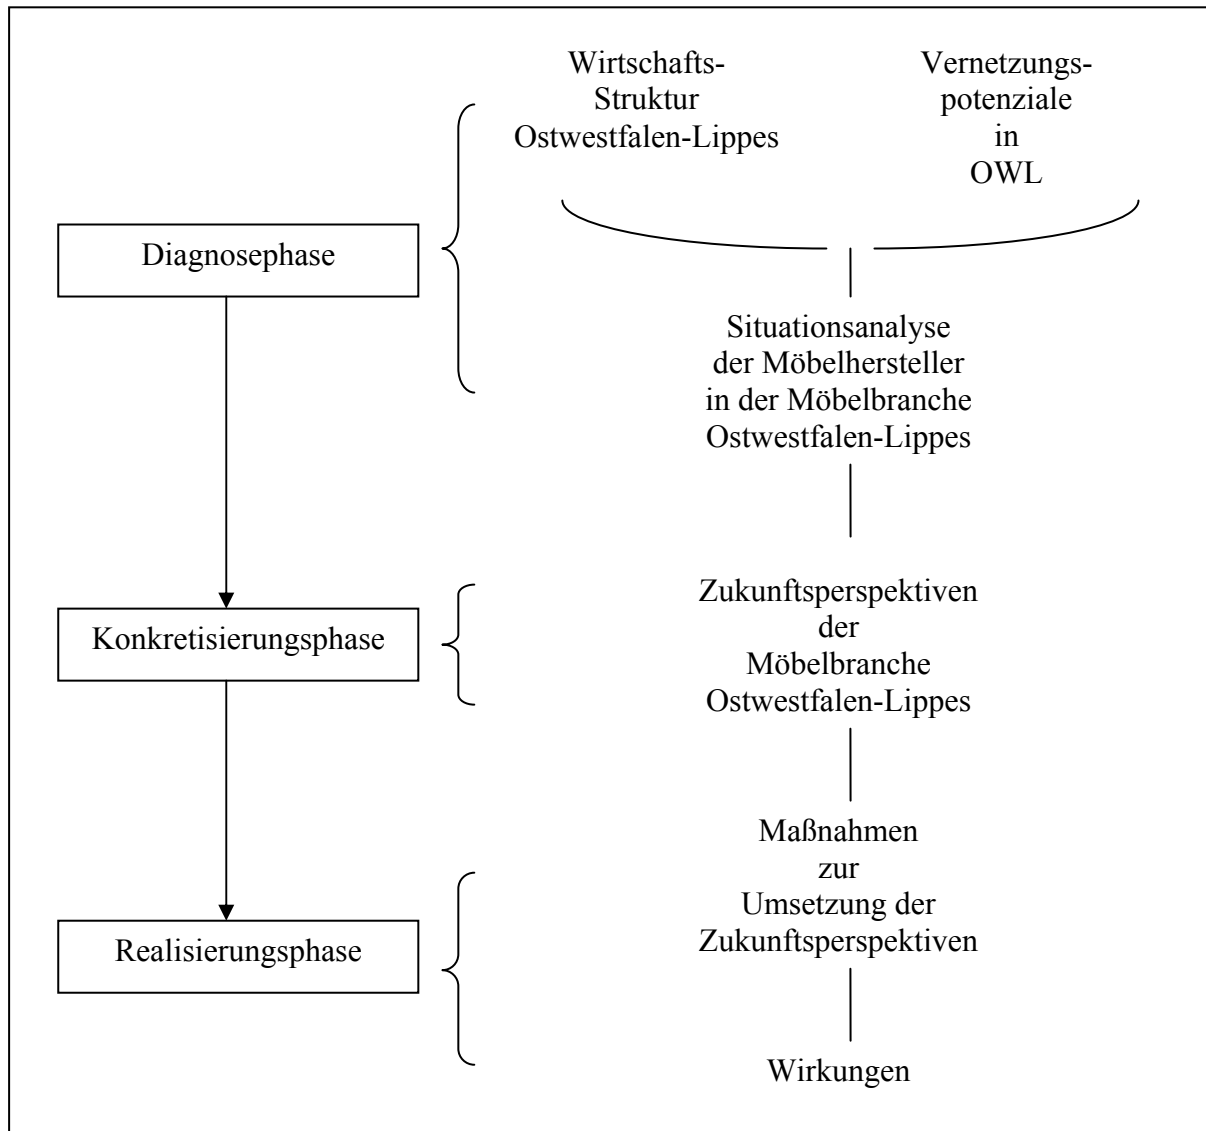 Wirtschafts-
Struktur
Ostwestfalen-Lippes
Vernetzungs-
potenziale
in
OWL
Diagnosephase
Situationsanalyse
der Möbelhersteller
in der Möbelbranche
Ostwestfalen-Lippes
Konkretisierungsphase
Zukunftsperspektiven
der
Möbelbranche
Ostwestfalen-Lippes
Realisierungsphase
Maßnahmen
zur
Umsetzung der
Zukunftsperspektiven
Wirkungen